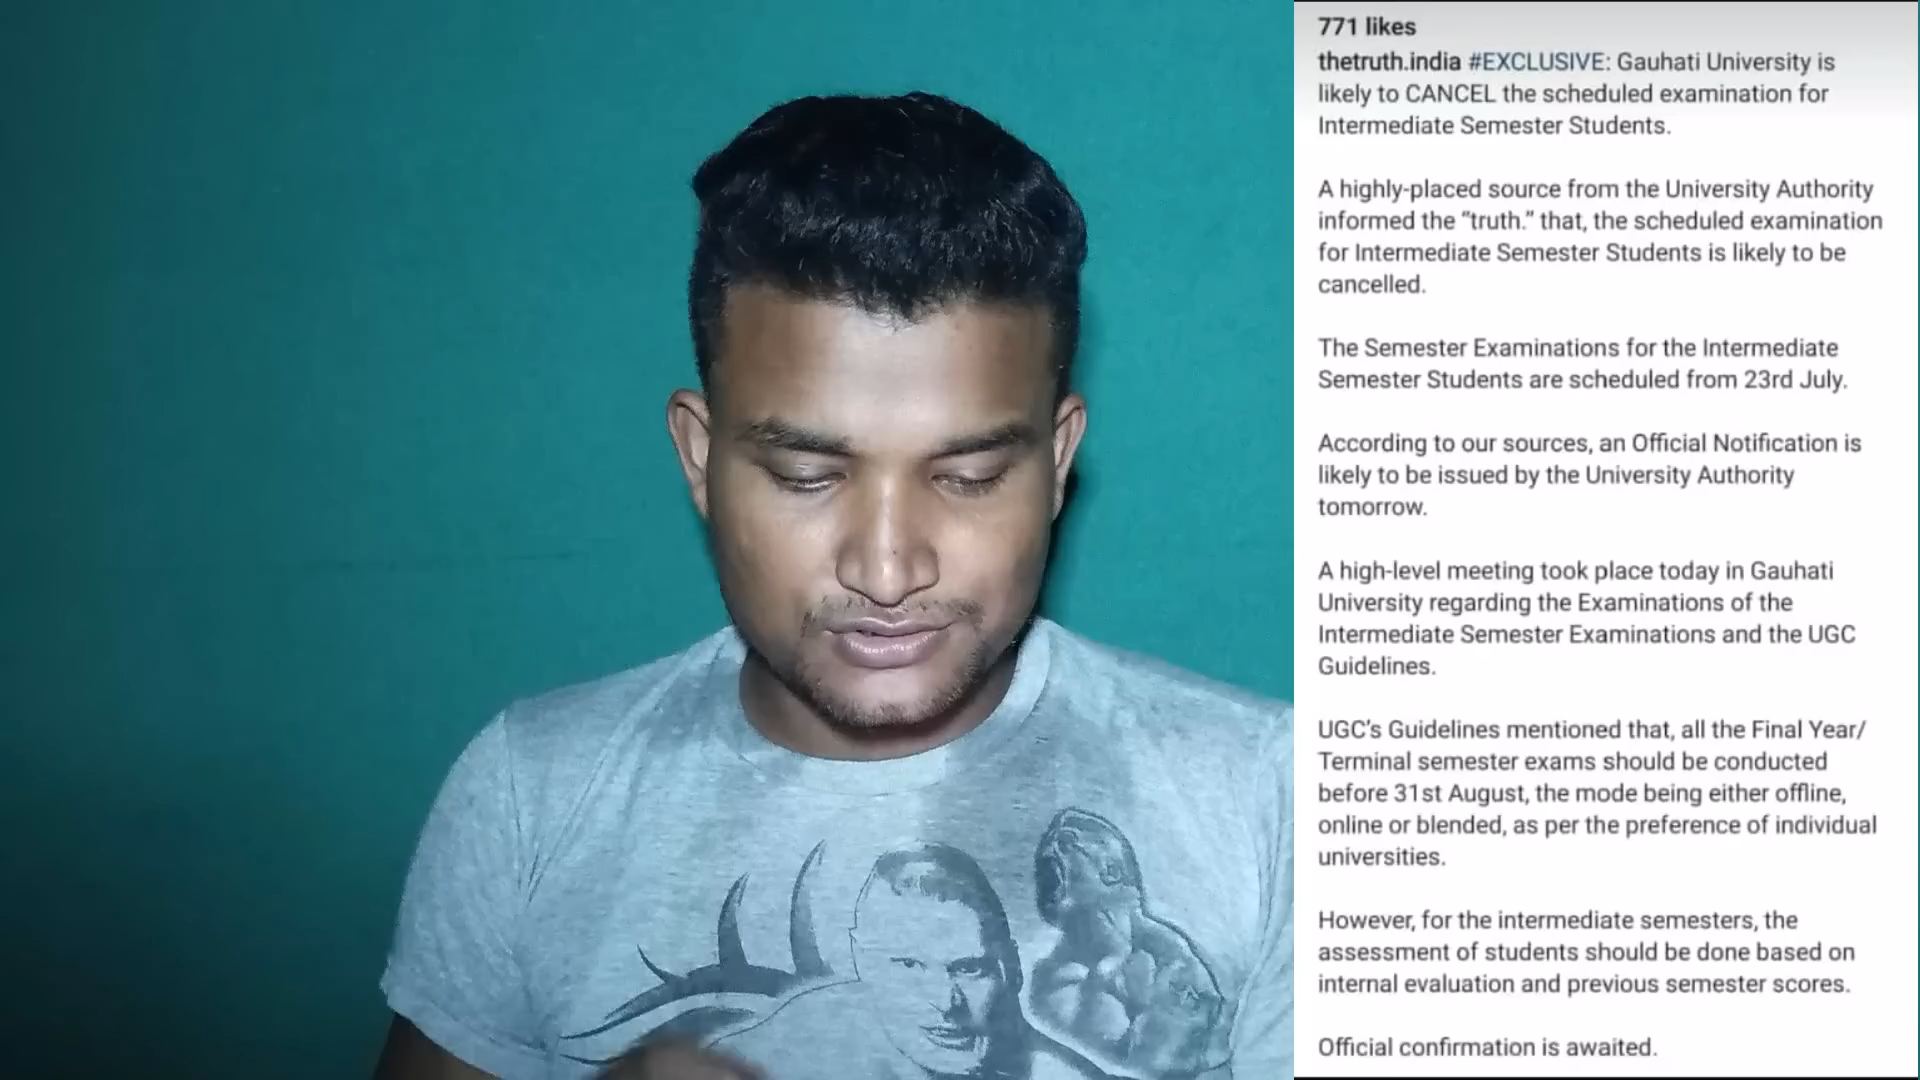 771 likes
thetruth.india #EXCLUSIVE: Gauhati University is
likely to CANCEL the scheduled examination for
Intermediate Semester Students.
A highly-placed source from the University Authority
informed the “truth.” that, the scheduled examination
for Intermediate Semester Students is likely to be
cancelled.
The Semester Examinations for the Intermediate
Semester Students are scheduled from 23rd July.
According to our sources, an Official Notification is
likely to be issued by the University Authority
tomorrow.
A high-level meeting took place today in Gauhati
University regarding the Examinations of the
Intermediate Semester Examinations and the UGC
Guidelines.
UGC’s Guidelines mentioned that, all the Final Year/
Terminal semester exams should be conducted
before 31st August, the mode being either offline,
online or blended, as per the preference of individual
universities.
However, for the intermediate semesters, the
assessment of students should be done based on
internal evaluation and previous semester scores.
Official confirmation is awaited.